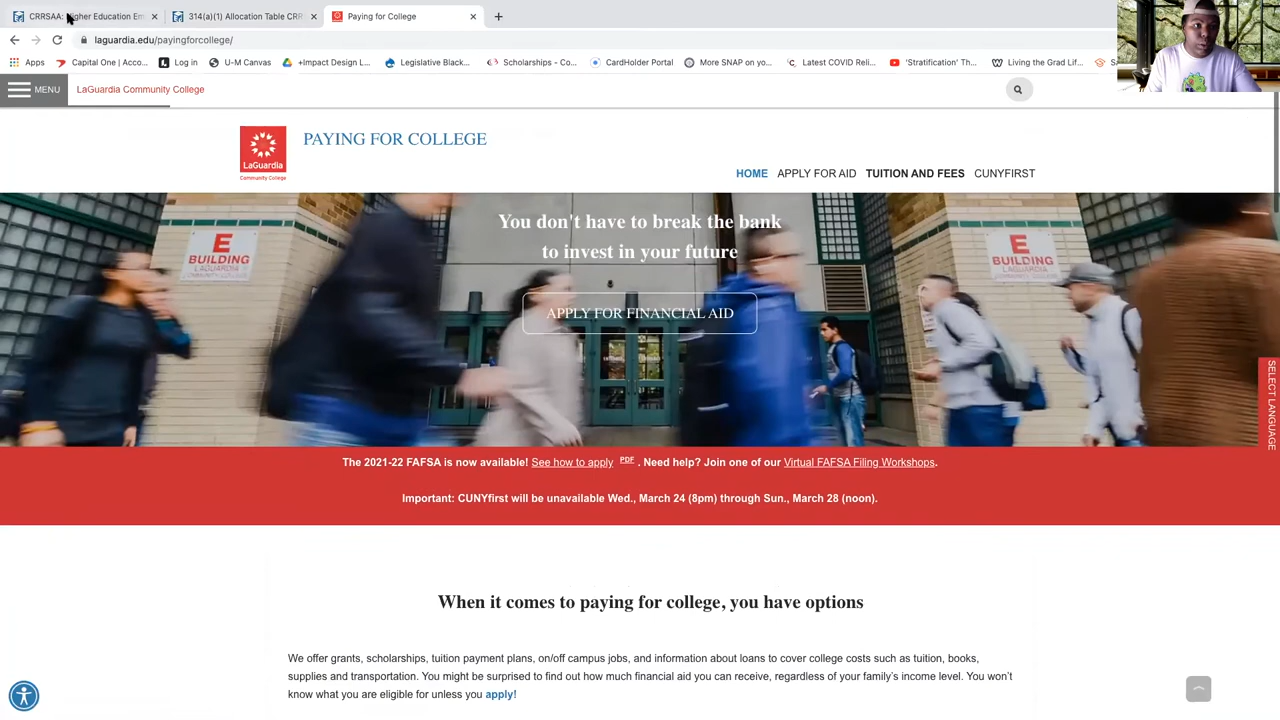 CRRSAA: Higher Education Em
314(a)(1) Allocation Table CRR
Paying for College
laguardia.edu/payingforcollege/
Apps
Capital One | Acco...
Log in
U-M Canvas
+Impact Design L...
Legislative Black...
Scholarships - Co...
CardHolder Portal
More SNAP on yo...
Latest COVID Reli...
'Stratification' Th...
Living the Grad Lif...
MENU
LaGuardia Community College
LaGuardia
Community College
PAYING FOR COLLEGE
HOME APPLY FOR AID TUITION AND FEES CUNYFIRST
E
BUILDING
LAGUARDIA
COMMUNITY COLLEGE
E
BUILDING
You don't have to break the bank
to invest in your future
APPLY FOR FINANCIAL AID
SELECT LANGUAGE
The 2021-22 FAFSA is now available! See how to apply PDF . Need help? Join one of our Virtual FAFSA Filing Workshops.
Important: CUNYfirst will be unavailable Wed., March 24 (8pm) through Sun., March 28 (noon).
When it comes to paying for college, you have options
We offer grants, scholarships, tuition payment plans, on/off campus jobs, and information about loans to cover college costs such as tuition, books,
supplies and transportation. You might be surprised to find out how much financial aid you can receive, regardless of your family's income level. You won't
know what you are eligible for unless you apply!